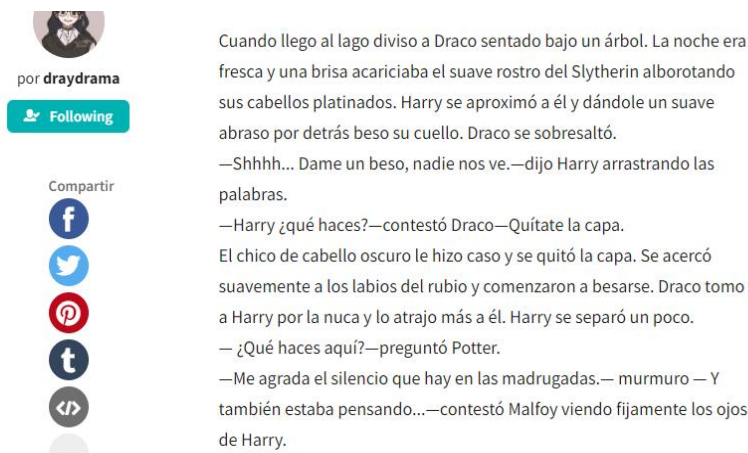 por draydrama
Following
Compartir
Cuando llego al lago diviso a Draco sentado bajo un árbol. La noche era
fresca y una brisa acariciaba el suave rostro del Slytherin alborotando
sus cabellos platinados. Harry se aproximó a él y dándole un suave
abraso por detrás beso su cuello. Draco se sobresaltó.
—Shhhh... Dame un beso, nadie nos ve.—dijo Harry arrastrando las
palabras.
—Harry ¿qué haces?—contestó Draco—Quítate la capa.
El chico de cabello oscuro le hizo caso y se quitó la capa. Se acercó
suavemente a los labios del rubio y comenzaron a besarse. Draco tomo
a Harry por la nuca y lo atrajo más a él. Harry se separó un poco.
— ¿Qué haces aquí?—preguntó Potter.
—Me agrada el silencio que hay en las madrugadas.— murmuro — Y
también estaba pensando...—contestó Malfoy viendo fijamente los ojos
de Harry.